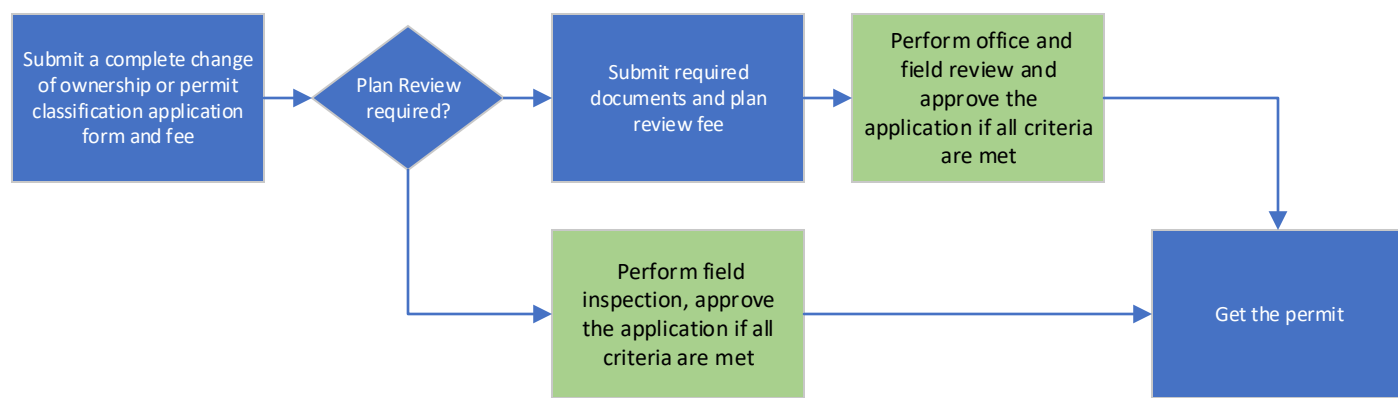 Submit a complete change
of ownership or permit
classification application
form and fee
Plan Review
required?
Submit required
documents and plan
review fee
Perform office and
field review and
approve the
application if all criteria
are met
Perform field
inspection, approve
the application if all
criteria are met
Get the permit